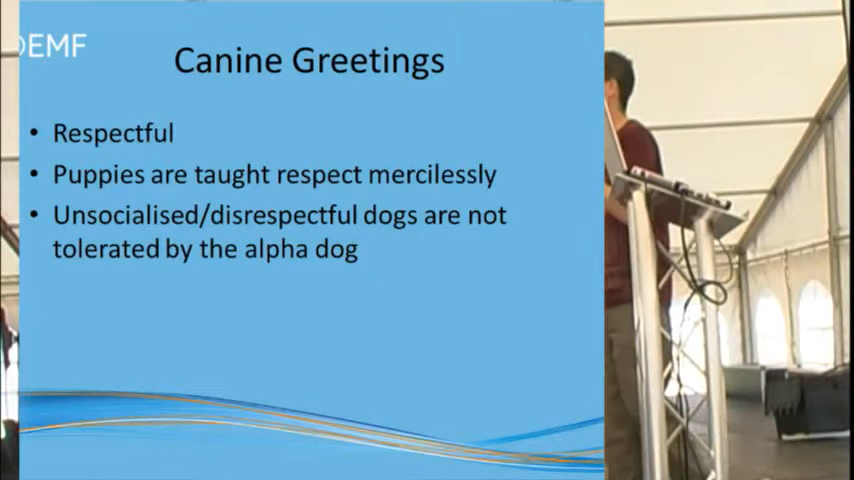 EMF
Canine Greetings
• Respectful
• Puppies are taught respect mercilessly
• Unsocialised/disrespectful dogs are not
tolerated by the alpha dog